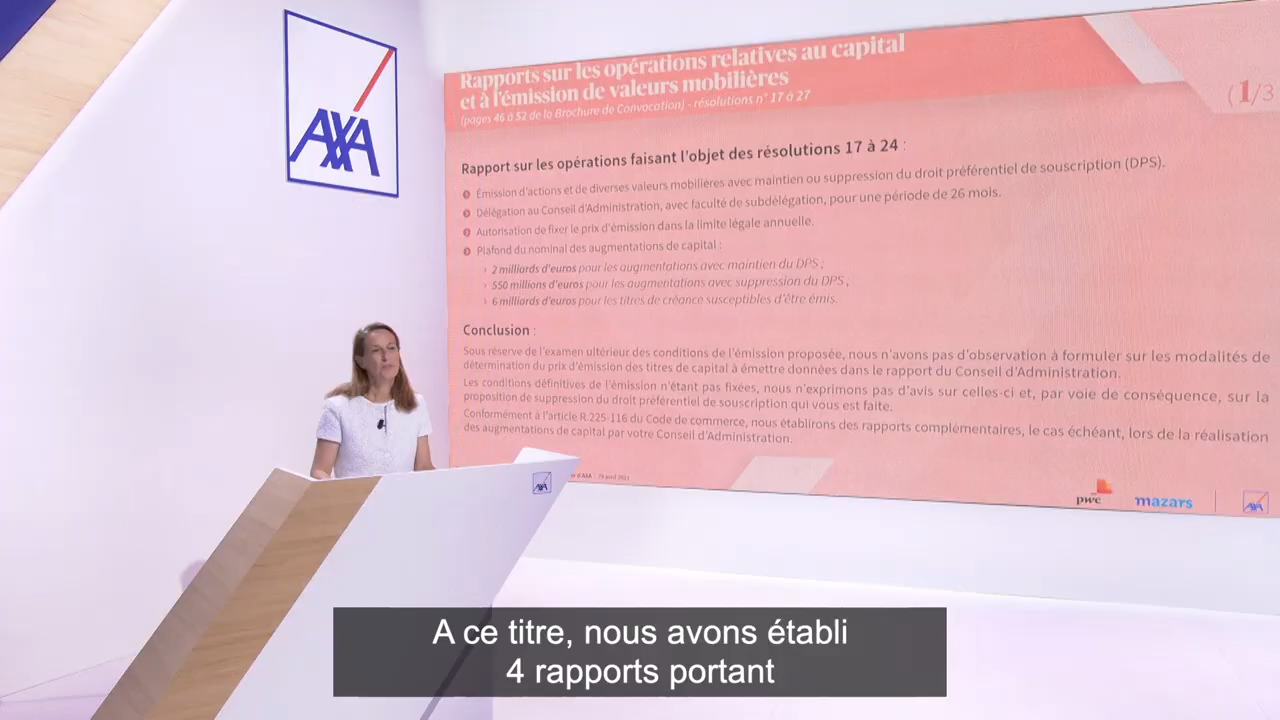 AXA
Rapports sur les opérations relatives au capital
et à l'émission de valeurs mobilières
(pages 46 à 52 de la Brochure de Convocation) - résolutions n° 17 à 27
(1/3
Rapport sur les opérations faisant l'objet des résolutions 17 à 24 :
Émission d'actions et de diverses valeurs mobilières avec maintien ou suppression du droit préférentiel de souscription (DPS).
Délégation au Conseil d'Administration, avec faculté de subdélégation, pour une période de 26 mois.
Autorisation de fixer le prix d'émission dans la limite légale annuelle.
Plafond du nominal des augmentations de capital :
› 2 milliards d'euros pour les augmentations avec maintien du DPS ;
› 550 millions d'euros pour les augmentations avec suppression du DPS ,
› 6 milliards d'euros pour les titres de créance susceptibles d'être émis.
Conclusion :
Sous réserve de l'examen ultérieur des conditions de l'émission proposée, nous n'avons pas d'observation à formuler sur les modalités de
détermination du prix d'émission des titres de capital à émettre données dans le rapport du Conseil d'Administration.
Les conditions définitives de l'émission n'étant pas fixées, nous n'exprimons pas d'avis sur celles-ci et, par voie de conséquence, sur la
proposition de suppression du droit préférentiel de souscription qui vous est faite.
Conformément à l'article R.225-116 du Code de commerce, nous établirons des rapports complémentaires, le cas échéant, lors de la réalisation
des augmentations de capital par votre Conseil d'Administration.
d'AXA | 29 avril 2021
pwc
mazars
AXA
AXA
A ce titre, nous avons établi
4 rapports portant